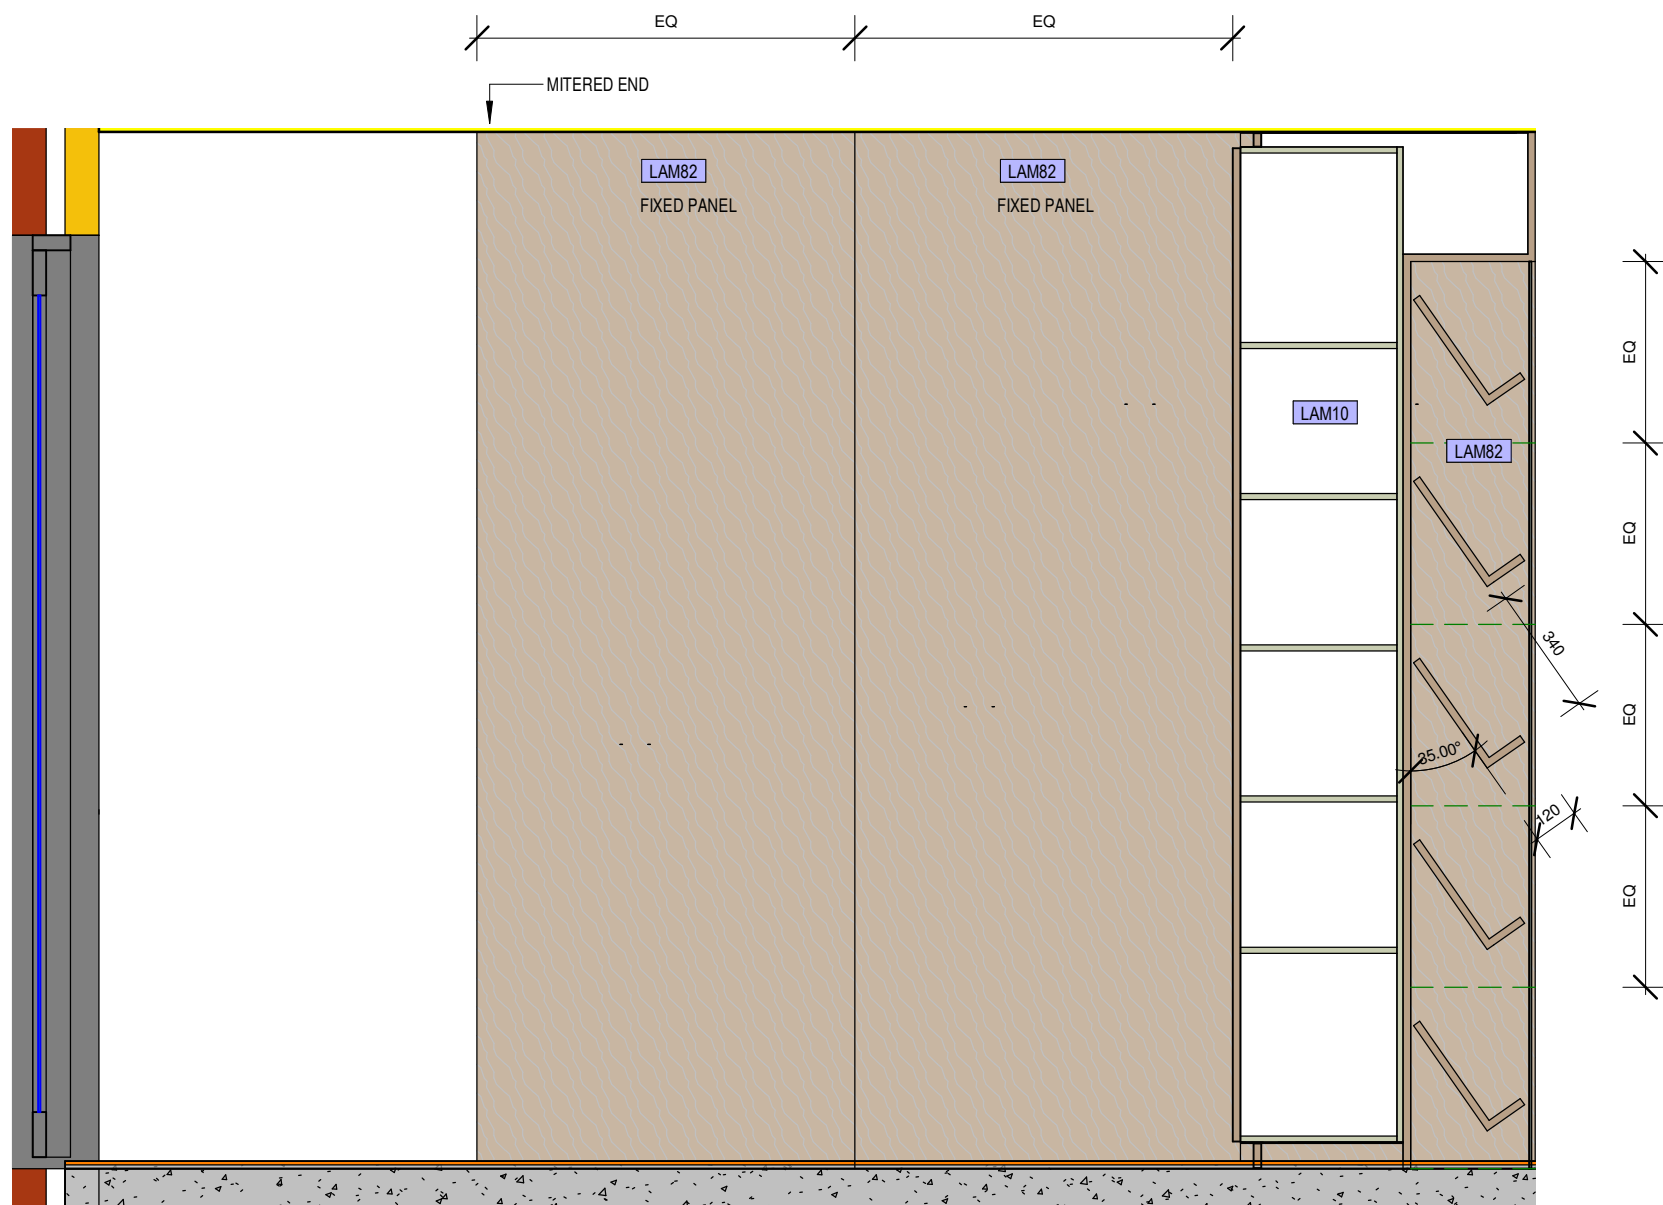 EQ
EQ
MITERED END
LAM82
LAM82
FIXED PANEL
FIXED PANEL
EQ
LAM10
LAM82
EQ
340
EQ
35.00°
120
EQ